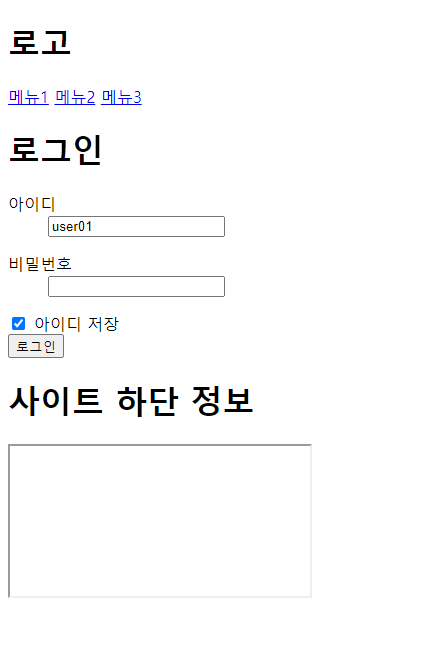 로고
메뉴1 메뉴2 메뉴3
로그인
아이디
user01
비밀번호
아이디 저장
로그인
사이트 하단 정보